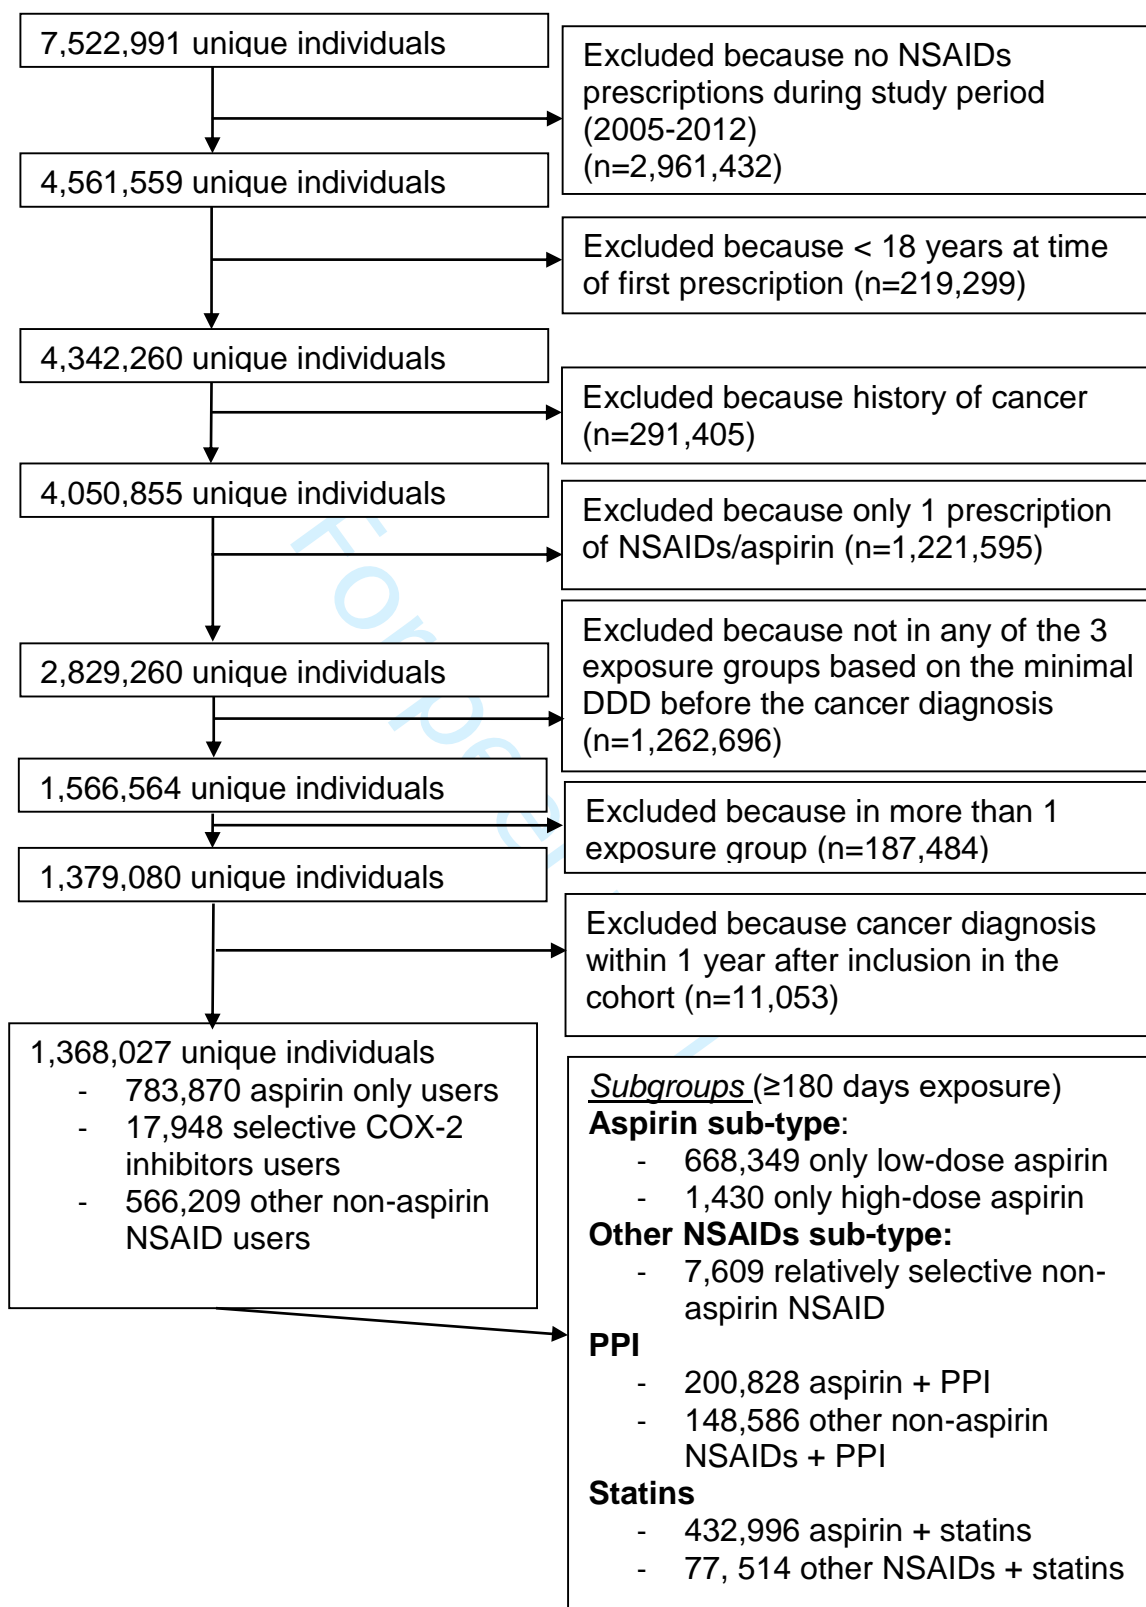 7,522,991 unique individuals
Excluded because no NSAIDs
prescriptions during study period
(2005-2012)
(n=2,961,432)
4,561,559 unique individuals
Excluded because < 18 years at time
of first prescription (n=219,299)
4,342,260 unique individuals
Excluded because history of cancer
(n=291,405)
4,050,855 unique individuals
Excluded because only 1 prescription
of NSAIDs/aspirin (n=1,221,595)
Excluded because not in any of the 3
exposure groups based on the minimal
DDD before the cancer diagnosis
(n=1,262,696)
2,829,260 unique individuals
1,566,564 unique individuals
Excluded because in more than 1
exposure group (n=187,484)
1,379,080 unique individuals
Excluded because cancer diagnosis
within 1 year after inclusion in the
cohort (n=11,053)
1,368,027 unique individuals
- 783,870 aspirin only users
- 17,948 selective COX-2
inhibitors users
- 566,209 other non-aspirin
NSAID users
Subgroups (≥180 days exposure)
Aspirin sub-type:
- 668,349 only low-dose aspirin
- 1,430 only high-dose aspirin
Other NSAIDs sub-type:
- 7,609 relatively selective non-
aspirin NSAID
PPI
- 200,828 aspirin + PPI
- 148,586 other non-aspirin
NSAIDs + PPI
Statins
- 432,996 aspirin + statins
- 77, 514 other NSAIDs + statins
For pe